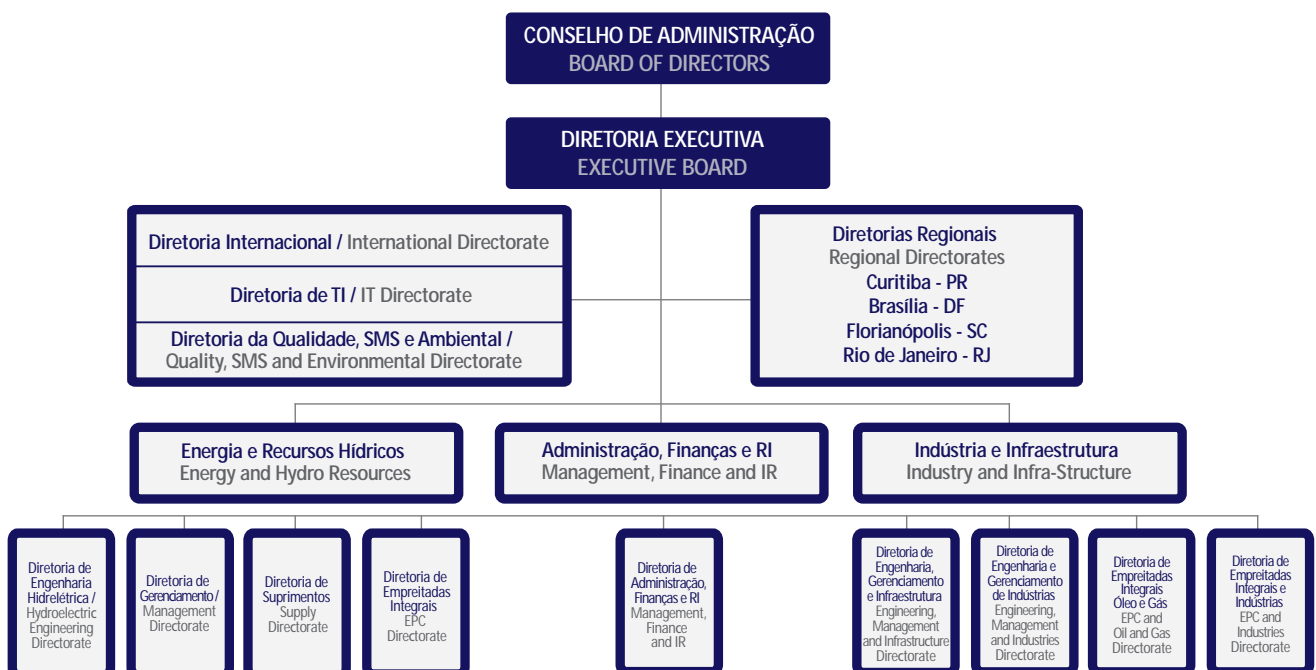 CONSELHO DE ADMINISTRAÇÃO
BOARD OF DIRECTORS
DIRETORIA EXECUTIVA
EXECUTIVE BOARD
Diretoria Internacional / International Directorate
Diretoria de TI / IT Directorate
Diretoria da Qualidade, SMS e Ambiental /
Quality, SMS and Environmental Directorate
Diretorias Regionais
Regional Directorates
Curitiba - PR
Brasília - DF
Florianópolis - SC
Rio de Janeiro - RJ
Energia e Recursos Hídricos
Energy and Hydro Resources
Administração, Finanças e RI
Management, Finance and IR
Indústria e Infraestrutura
Industry and Infra-Structure
Diretoria de
Engenharia
Hidrelétrica /
Hydroelectric
Engineering
Directorate
Diretoria de
Gerenciamento /
Management
Directorate
Diretoria de
Suprimentos
Supply
Directorate
Diretoria de
Empreitadas
Integrais
EPC
Directorate
Diretoria de
Administração,
Finanças e RI
Management,
Finance
and IR
Diretoria de
Engenharia,
Gerenciamento
e Infraestrutura
Engineering,
Management
and Infrastructure
Directorate
Diretoria de
Engenharia e
Gerenciamento
de Indústrias
Engineering,
Management
and Industries
Directorate
Diretoria de
Empreitadas
Integrais
Óleo e Gás
EPC and
Oil and Gas
Directorate
Diretoria de
Empreitadas
Integrais e
Indústrias
EPC and
Industries
Directorate